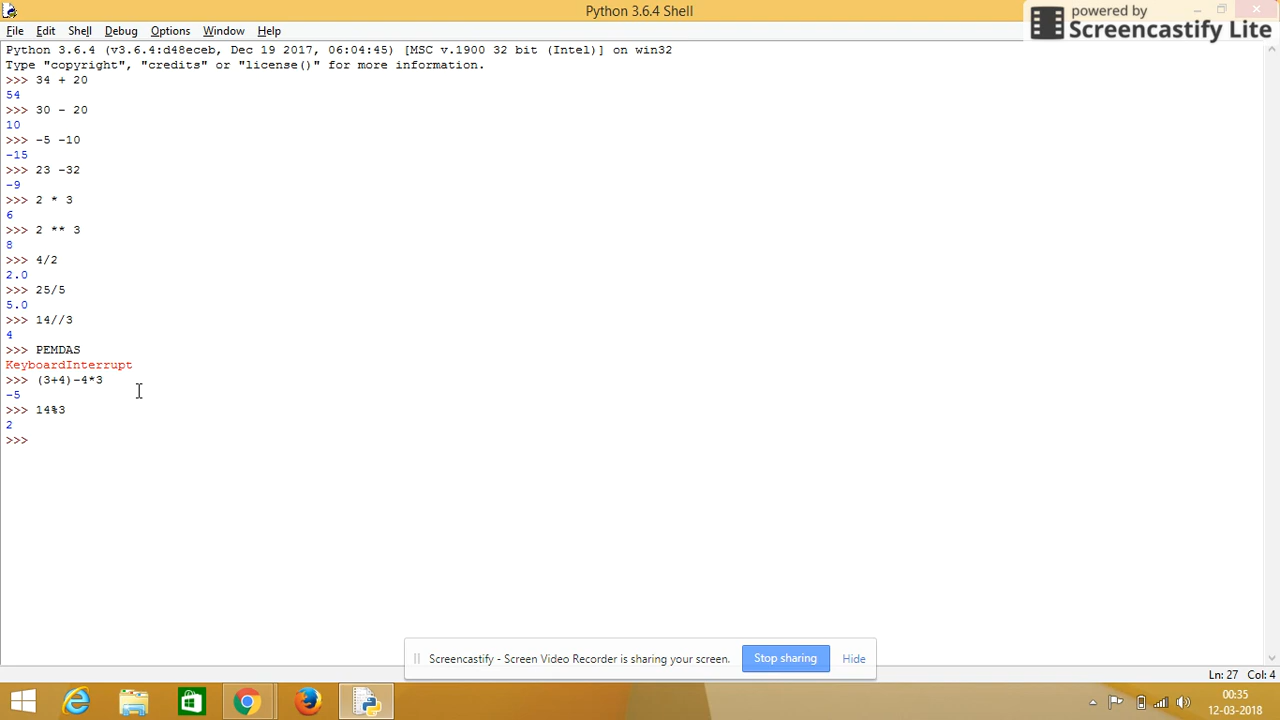 Python 3.6.4 Shell
powered by
Screencastify Lite
File Edit Shell Debug Options Window Help
Python 3.6.4 (v3.6.4:d48eceb, Dec 19 2017, 06:04:45) [MSC v.1900 32 bit (Intel)] on win32
Type "copyright", "credits" or "license()" for more information.
>>> 34 + 20
54
>>> 30 - 20
10
>>> -5 -10
-15
>>> 23 -32
-9
>>> 2 * 3
6
>>> 2 ** 3
8
>>> 4/2
2.0
>>> 25/5
5.0
>>> 14//3
4
>>> PEMDAS
KeyboardInterrupt
>>> (3+4)-4*3
-5
>>> 14%3
2
>>>
Screencastify - Screen Video Recorder is sharing your screen. Stop sharing Hide
Ln: 27 Col: 4
00:35
12-03-2018